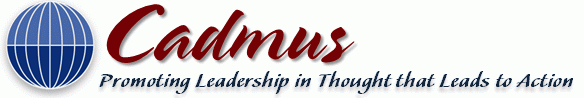 Cadmus
Promoting Leadership in Thought that Leads to Action